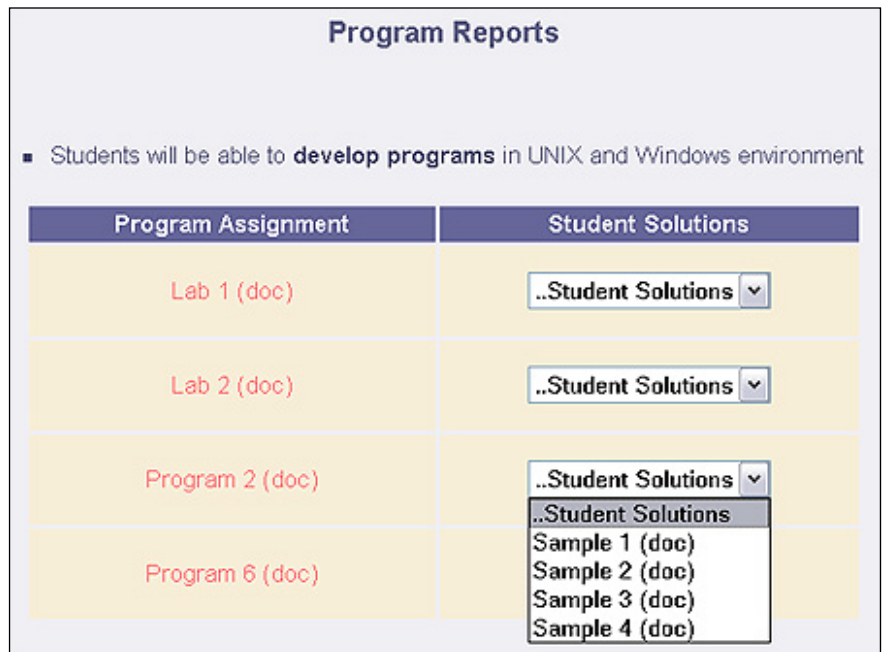 Program Reports
▪ Students will be able to develop programs in UNIX and Windows environment
Program Assignment Student Solutions
Lab 1 (doc) ..Student Solutions
Lab 2 (doc) ..Student Solutions
Program 2 (doc) ..Student Solutions
..Student Solutions
Sample 1 (doc)
Sample 2 (doc)
Program 6 (doc)
Sample 3 (doc)
Sample 4 (doc)